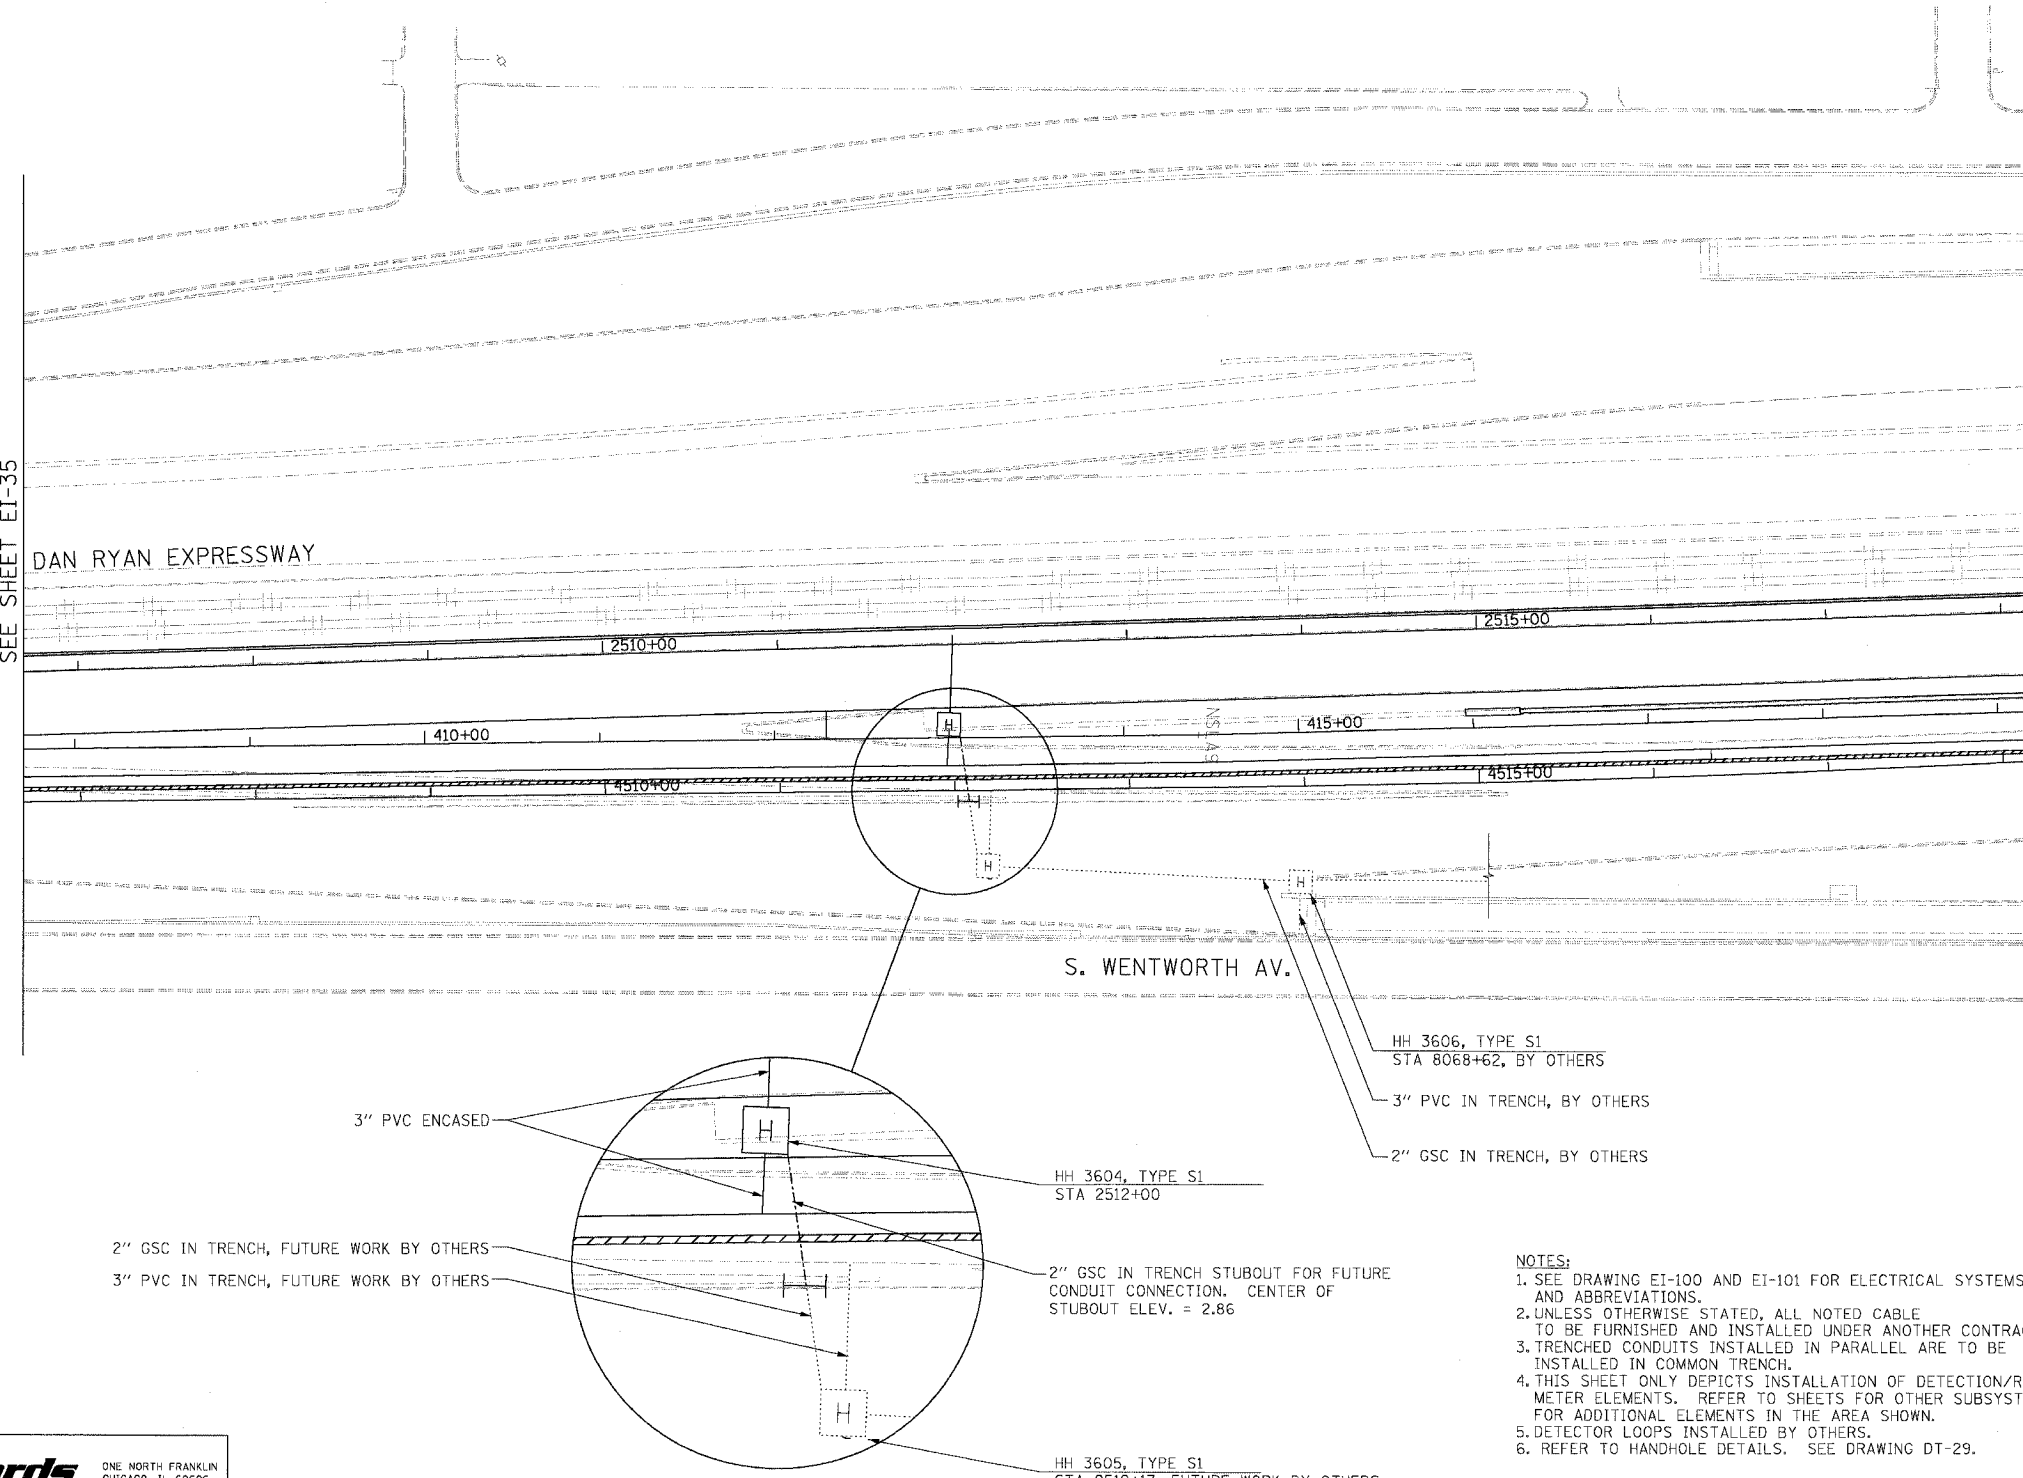 SEE SHEET EI-35
DAN RYAN EXPRESSWAY
2510+00
2515+00
H
410+00
415+00
4510+00
4515+00
H
H
S. WENTWORTH AV.
HH 3606, TYPE S1
STA 8068+62, BY OTHERS
3" PVC IN TRENCH, BY OTHERS
2" GSC IN TRENCH, BY OTHERS
3" PVC ENCASED
H
HH 3604, TYPE S1
STA 2512+00
2" GSC IN TRENCH, FUTURE WORK BY OTHERS
3" PVC IN TRENCH, FUTURE WORK BY OTHERS
2" GSC IN TRENCH STUBOUT FOR FUTURE
CONDUIT CONNECTION. CENTER OF
STUBOUT ELEV. = 2.86
H
HH 3605, TYPE S1
NOTES:
1. SEE DRAWING EI-100 AND EI-101 FOR ELECTRICAL SYSTEMS
AND ABBREVIATIONS.
2. UNLESS OTHERWISE STATED, ALL NOTED CABLE
TO BE FURNISHED AND INSTALLED UNDER ANOTHER CONTRA
3. TRENCHED CONDUITS INSTALLED IN PARALLEL ARE TO BE
INSTALLED IN COMMON TRENCH.
4. THIS SHEET ONLY DEPICTS INSTALLATION OF DETECTION/R
METER ELEMENTS. REFER TO SHEETS FOR OTHER SUBSYST
FOR ADDITIONAL ELEMENTS IN THE AREA SHOWN.
5. DETECTOR LOOPS INSTALLED BY OTHERS.
6. REFER TO HANDHOLE DETAILS. SEE DRAWING DT-29.
ards
ONE NORTH FRANKLIN